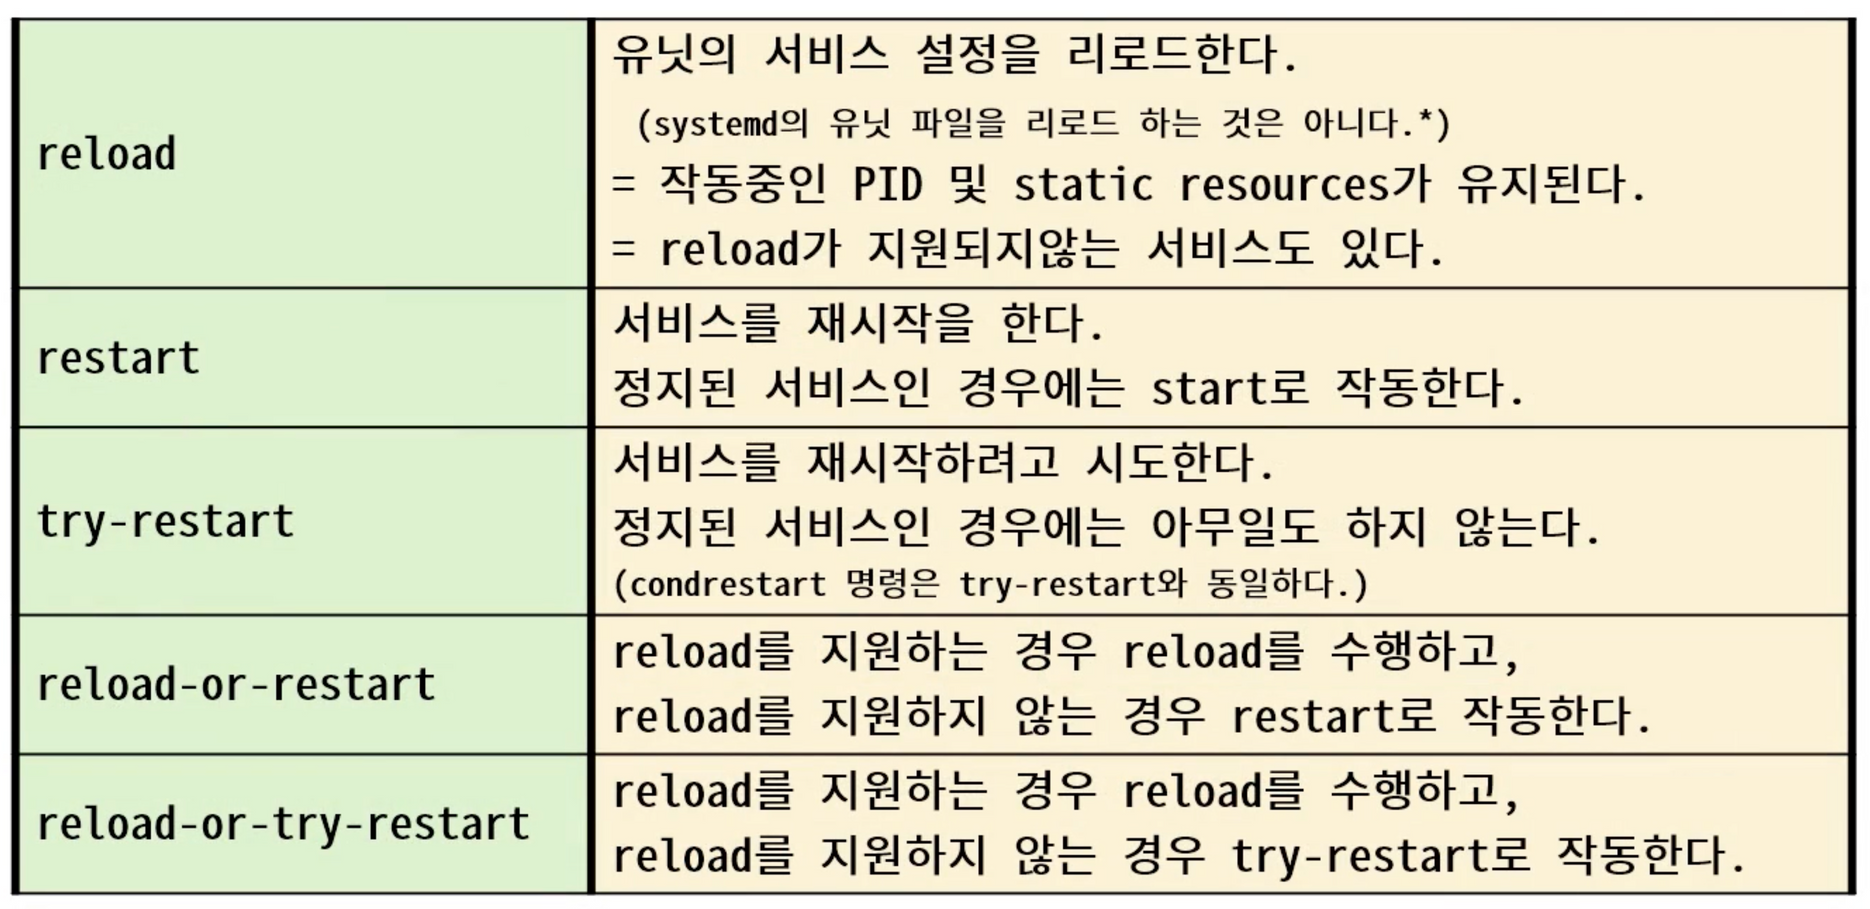 reload
유닛의 서비스 설정을 리로드한다.
(systemd의 유닛 파일을 리로드 하는 것은 아니다.*)
= 작동중인 PID 및 static resources가 유지된다.
= reload가 지원되지않는 서비스도 있다.
restart
서비스를 재시작을 한다.
정지된 서비스인 경우에는 start로 작동한다.
try-restart
서비스를 재시작하려고 시도한다.
정지된 서비스인 경우에는 아무일도 하지 않는다.
(condrestart 명령은 try-restart와 동일하다.)
reload-or-restart
reload를 지원하는 경우 reload를 수행하고,
reload를 지원하지 않는 경우 restart로 작동한다.
reload-or-try-restart
reload를 지원하는 경우 reload를 수행하고,
reload를 지원하지 않는 경우 try-restart로 작동한다.